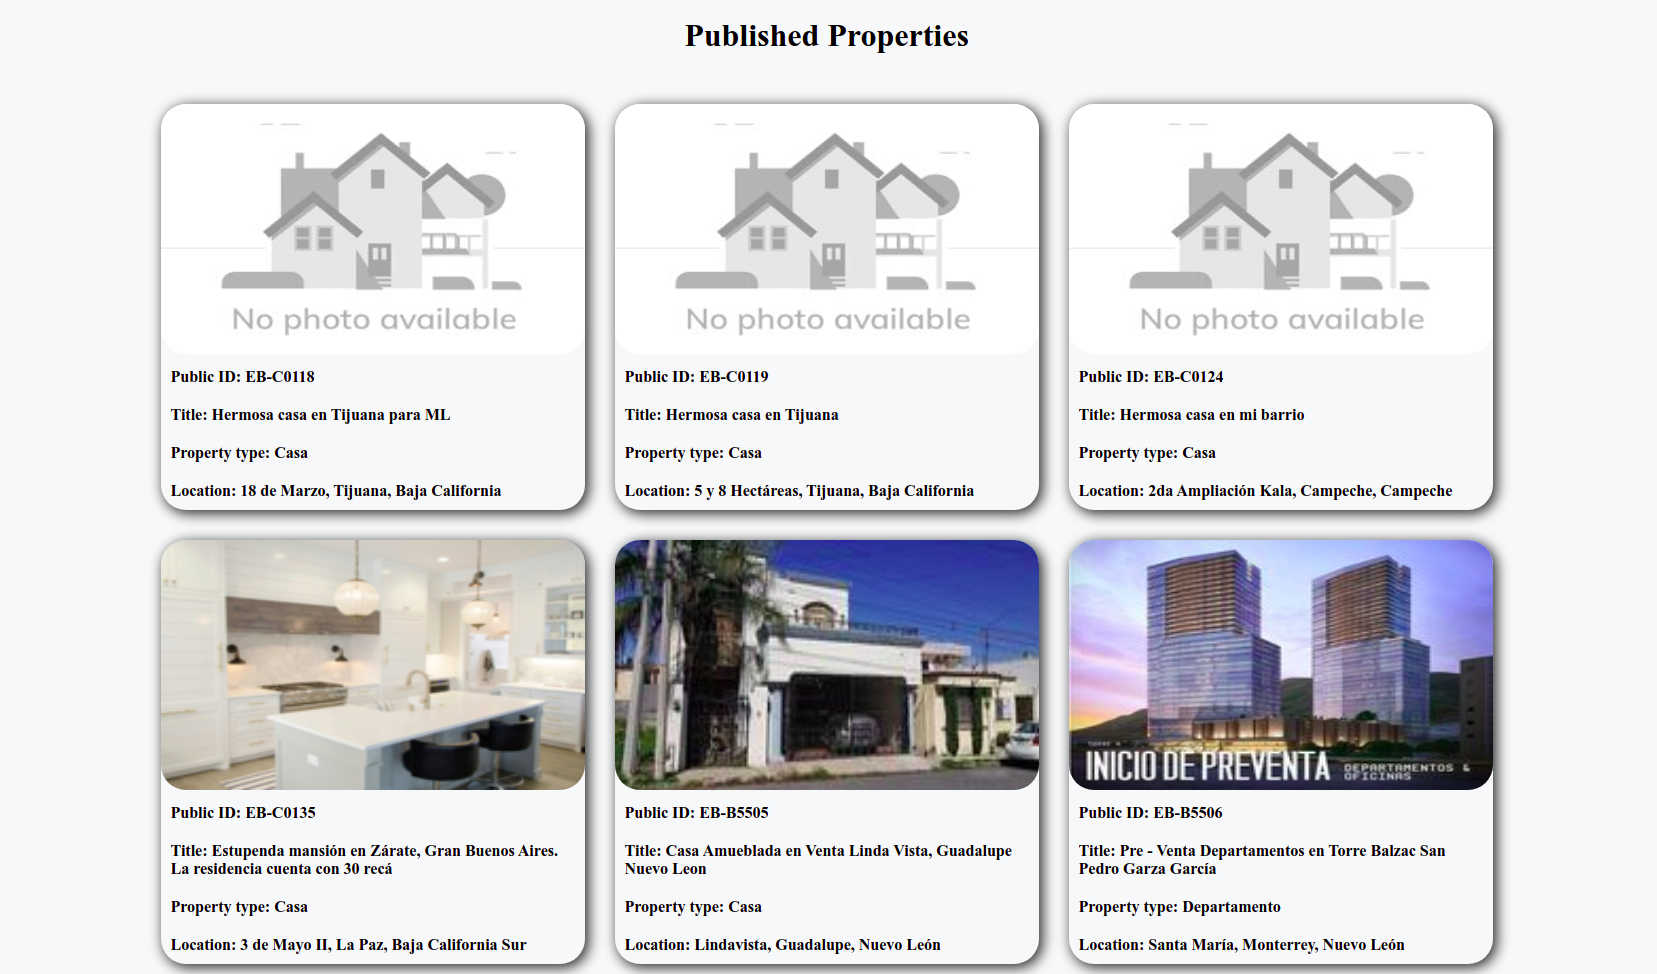 Published Properties
No photo available
No photo available
No photo available
Public ID: EB-C0118
Title: Hermosa casa en Tijuana para ML
Property type: Casa
Location: 18 de Marzo, Tijuana, Baja California
Public ID: EB-C0119
Title: Hermosa casa en Tijuana
Property type: Casa
Location: 5 y 8 Hectáreas, Tijuana, Baja California
Public ID: EB-C0124
Title: Hermosa casa en mi barrio
Property type: Casa
Location: 2da Ampliación Kala, Campeche, Campeche
INICIO DE PREVENTA
DEPARTAMENTOS &
OFICINAS
Public ID: EB-C0135
Title: Estupenda mansión en Zárate, Gran Buenos Aires.
La residencia cuenta con 30 recá
Property type: Casa
Location: 3 de Mayo II, La Paz, Baja California Sur
Public ID: EB-B5505
Title: Casa Amueblada en Venta Linda Vista, Guadalupe
Nuevo Leon
Property type: Casa
Location: Lindavista, Guadalupe, Nuevo León
Public ID: EB-B5506
Title: Pre - Venta Departamentos en Torre Balzac San
Pedro Garza García
Property type: Departamento
Location: Santa María, Monterrey, Nuevo León